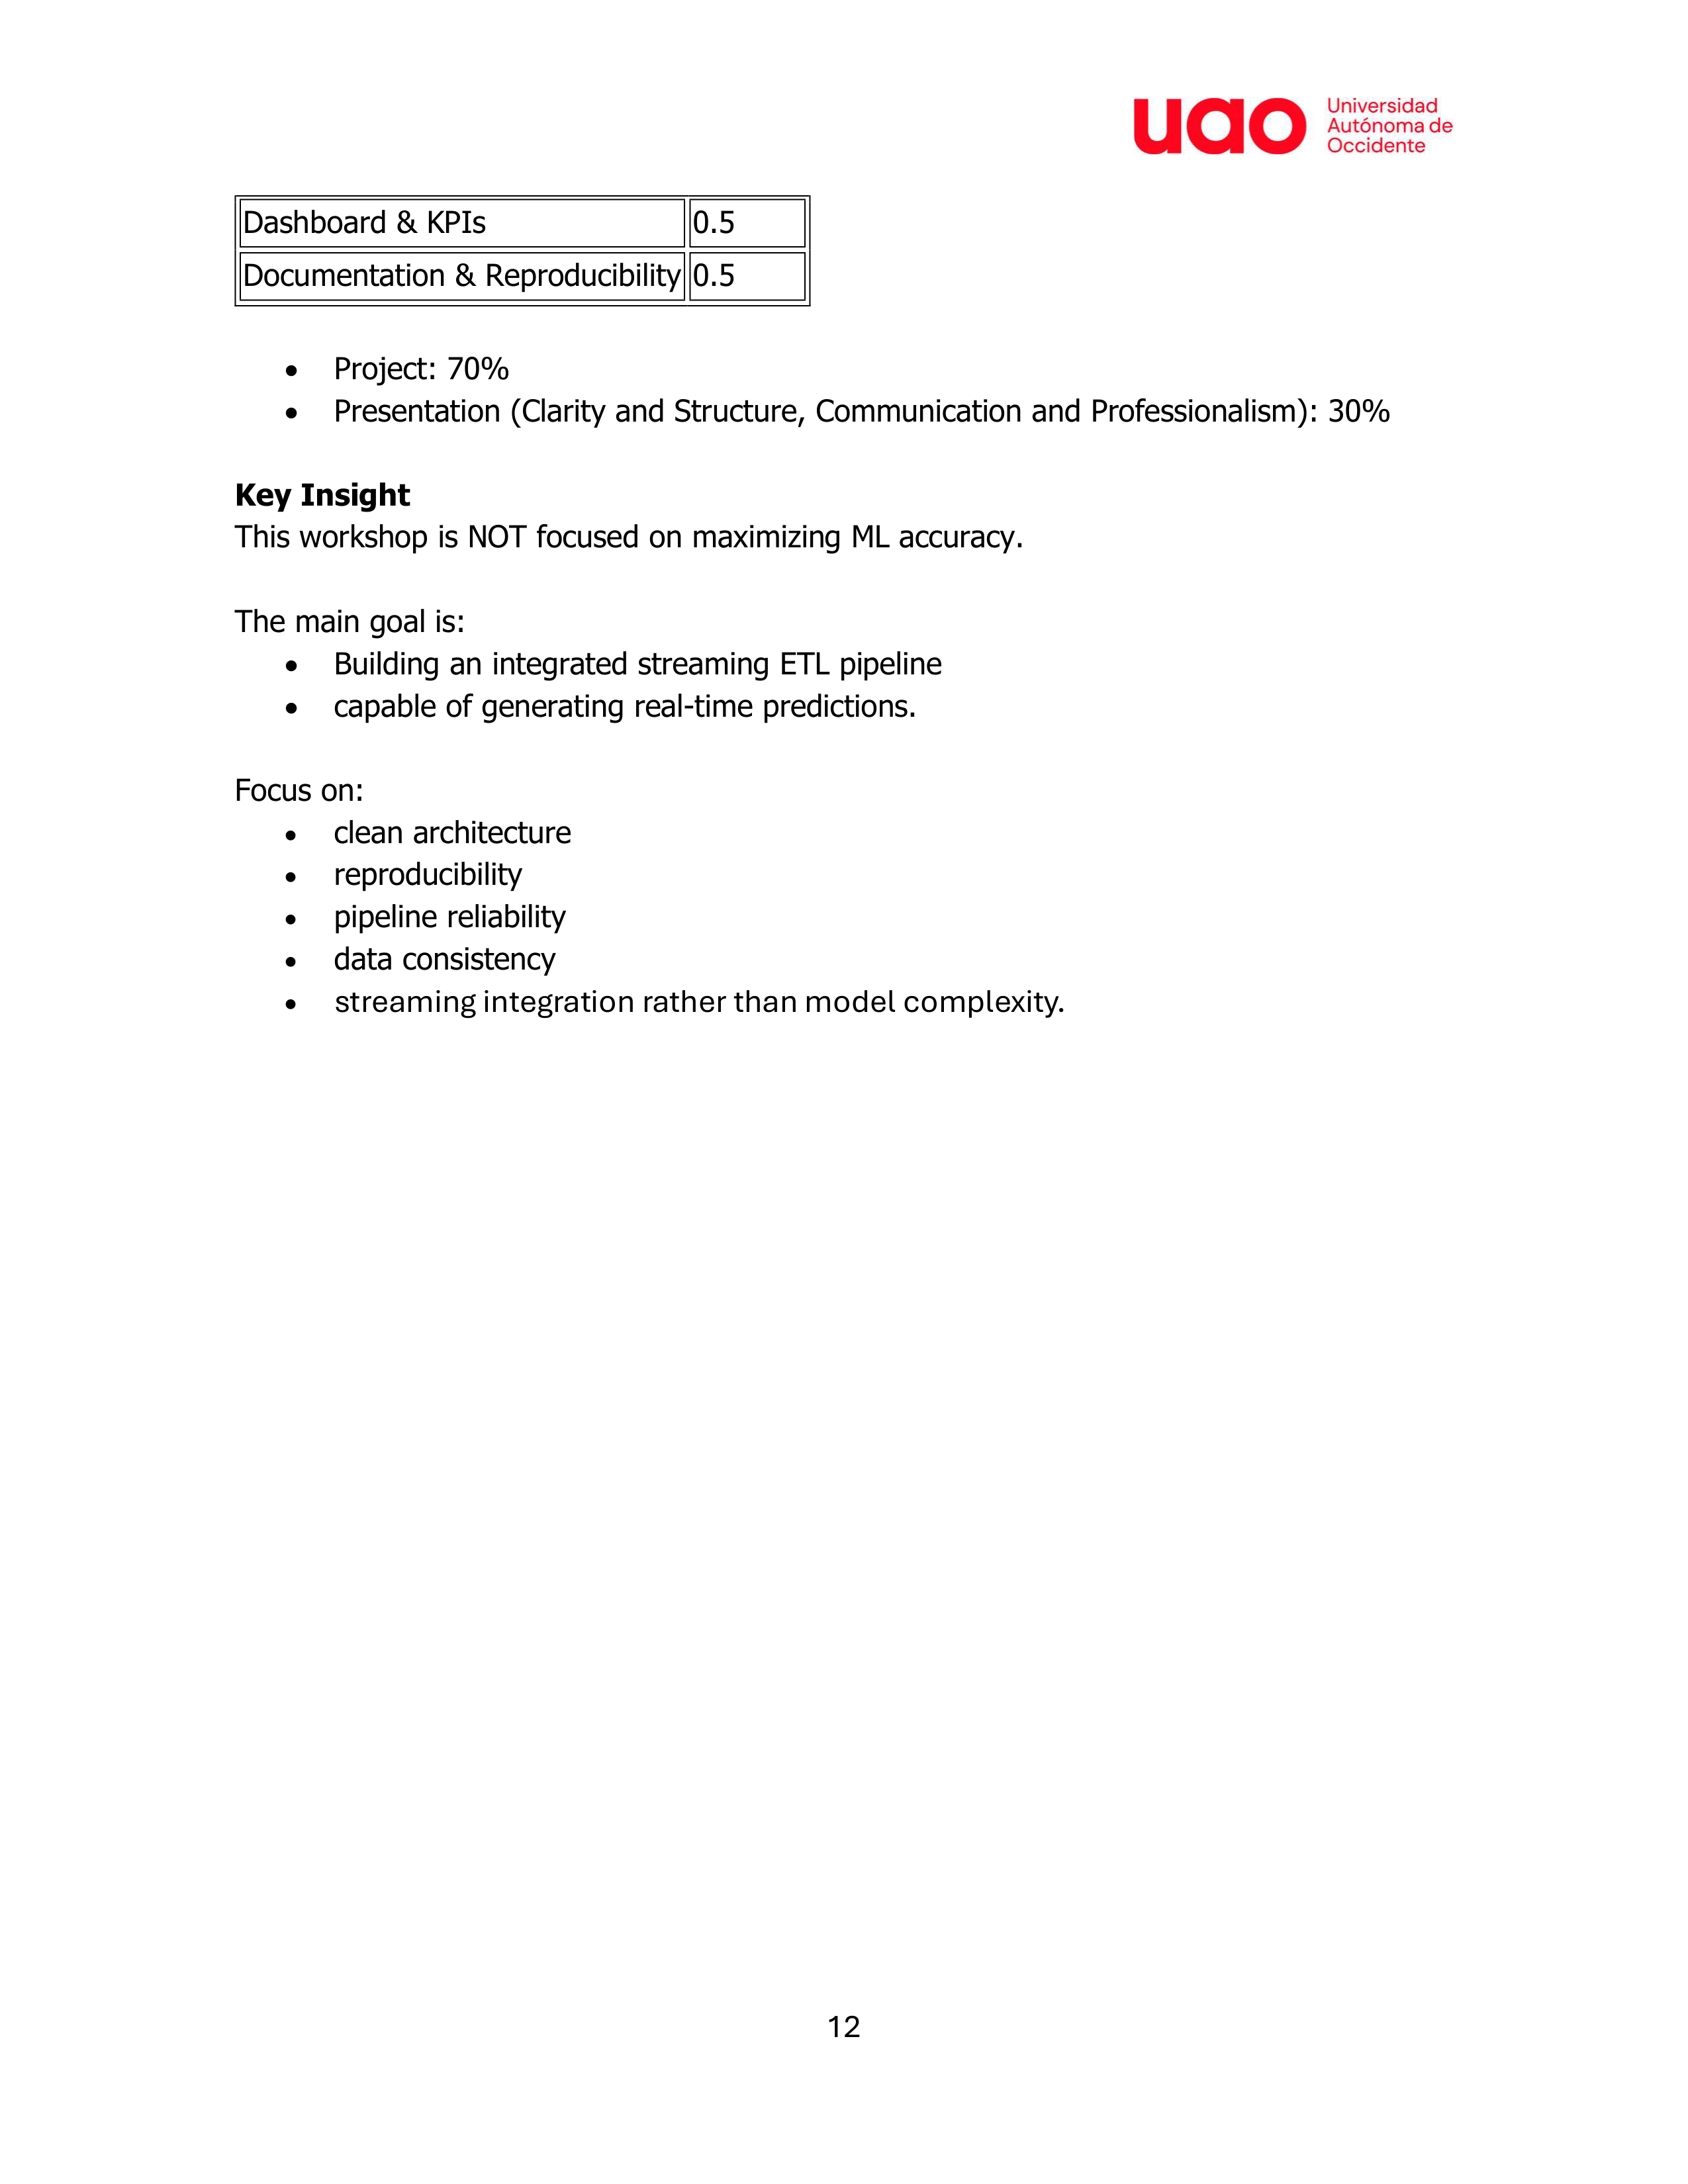 uao Universidad
Autónoma de
Occidente
Dashboard & KPIs 0.5
Documentation & Reproducibility 0.5
• Project: 70%
• Presentation (Clarity and Structure, Communication and Professionalism): 30%
Key Insight
This workshop is NOT focused on maximizing ML accuracy.
The main goal is:
• Building an integrated streaming ETL pipeline
• capable of generating real-time predictions.
Focus on:
• clean architecture
• reproducibility
• pipeline reliability
• data consistency
• streaming integration rather than model complexity.
12